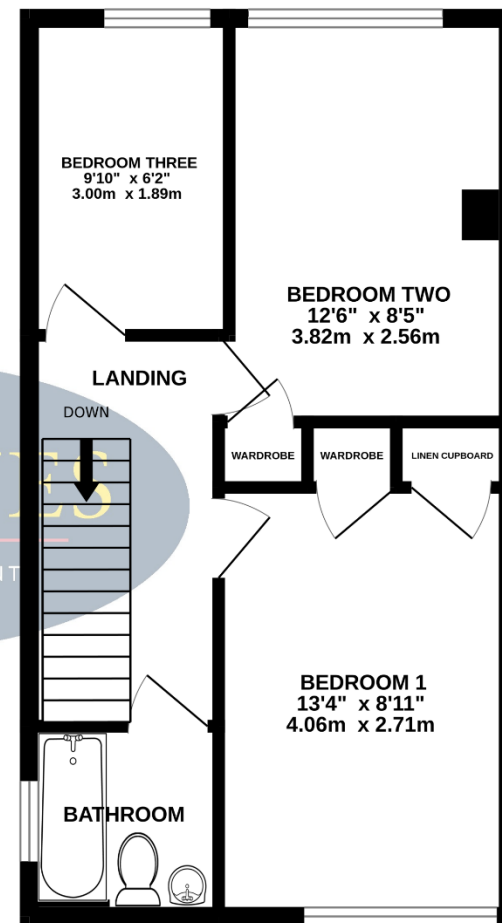 BEDROOM THREE
9'10" x 6'2"
3.00m x 1.89m
BEDROOM TWO
12'6" x 8'5"
3.82m x 2.56m
LANDING
DOWN
WARDROBE
WARDROBE
LINEN CUPBOARD
BEDROOM 1
13'4" x 8'11"
4.06m x 2.71m
BATHROOM